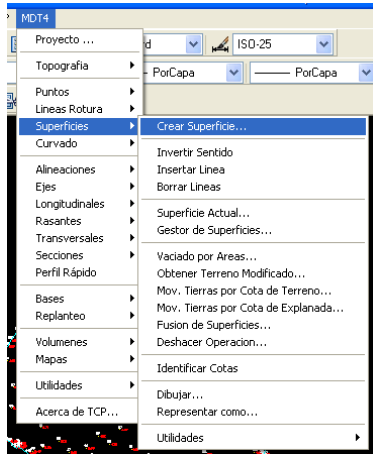 MDT4
Proyecto ...
rd
ISO-25
Topografia
PorCapa
PorCapa
Puntos
Lineas Rotura
Superficies
Crear Superficie...
Curvado
Invertir Sentido
Alineaciones
Insertar Linea
Ejes
Borrar Lineas
Longitudinales
Rasantes
Superficie Actual...
Transversales
Gestor de Superficies...
Secciones
Vaciado por Areas...
Perfil Rápido
Obtener Terreno Modificado...
Mov. Tierras por Cota de Terreno...
Bases
Mov. Tierras por Cota de Explanada...
Replanteo
Fusion de Superficies...
Volumenes
Deshacer Operacion...
Mapas
Identificar Cotas
Utilidades
Dibujar...
Acerca de TCP...
Representar como...
Utilidades